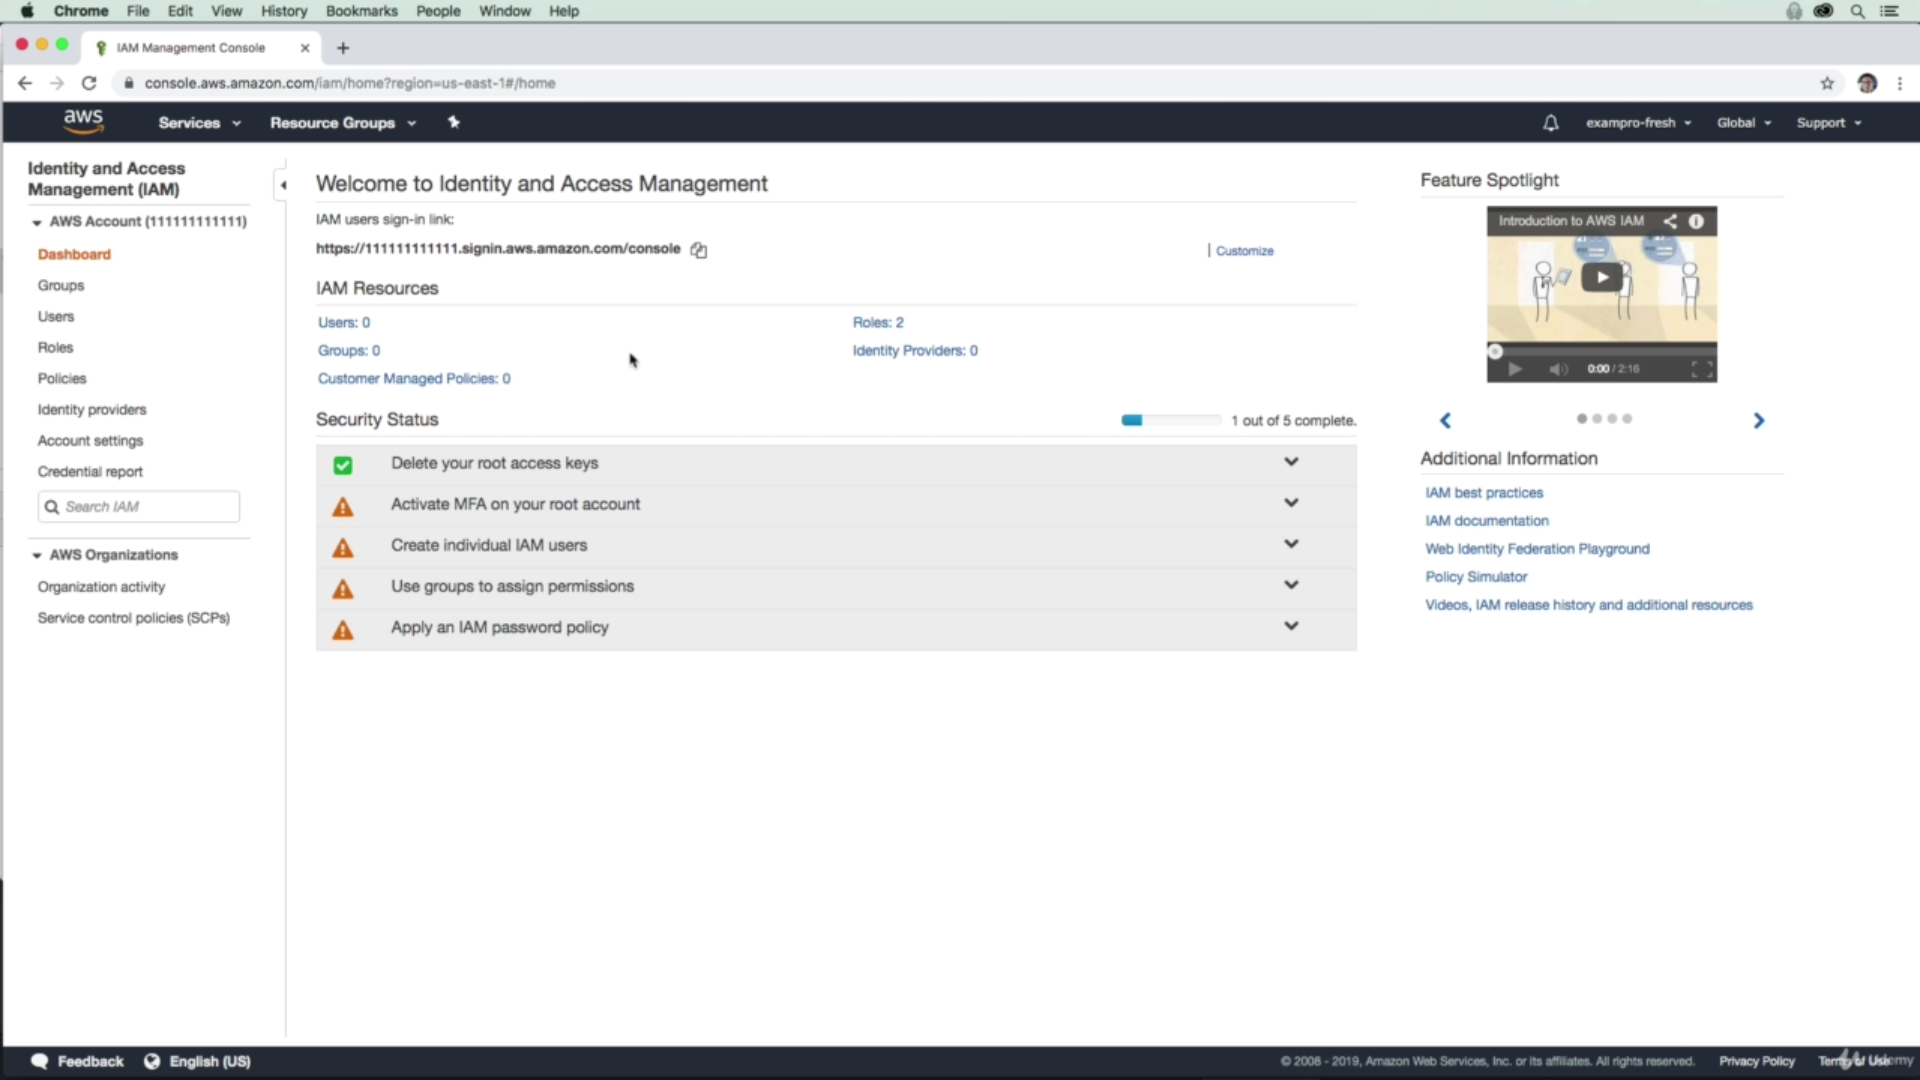 Chrome File Edit View History Bookmarks People Window Help
IAM Management Console
console.aws.amazon.com/iam/home?region=us-east-1#/home
aws Services Resource Groups exampro-fresh Global Support
Identity and Access
Management (IAM)
AWS Account (111111111111)
Dashboard
Groups
Users
Roles
Policies
Identity providers
Account settings
Credential report
Search IAM
AWS Organizations
Organization activity
Service control policies (SCPs)
Welcome to Identity and Access Management
IAM users sign-in link:
https://111111111111.signin.aws.amazon.com/console
Customize
IAM Resources
Users: 0 Roles: 2
Groups: 0 Identity Providers: 0
Customer Managed Policies: 0
Security Status 1 out of 5 complete.
Delete your root access keys
Activate MFA on your root account
Create individual IAM users
Use groups to assign permissions
Apply an IAM password policy
Feature Spotlight
Introduction to AWS IAM
0:00 / 2:16
Additional Information
IAM best practices
IAM documentation
Web Identity Federation Playground
Policy Simulator
Videos, IAM release history and additional resources
Feedback English (US) © 2008 - 2019, Amazon Web Services, Inc. or its affiliates. All rights reserved. Privacy Policy Terms of Use